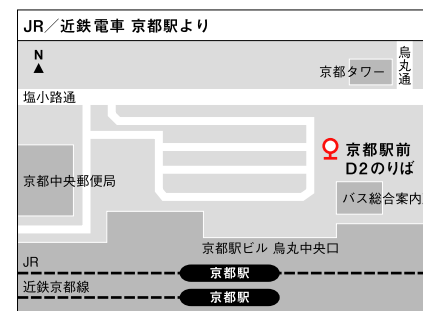 JR／近鉄電車 京都駅より
N
烏丸通
京都タワー
塩小路通
京都駅前
D2のりば
京都中央郵便局
バス総合案内
京都駅ビル 烏丸中央口
JR
京都駅
近鉄京都線
京都駅